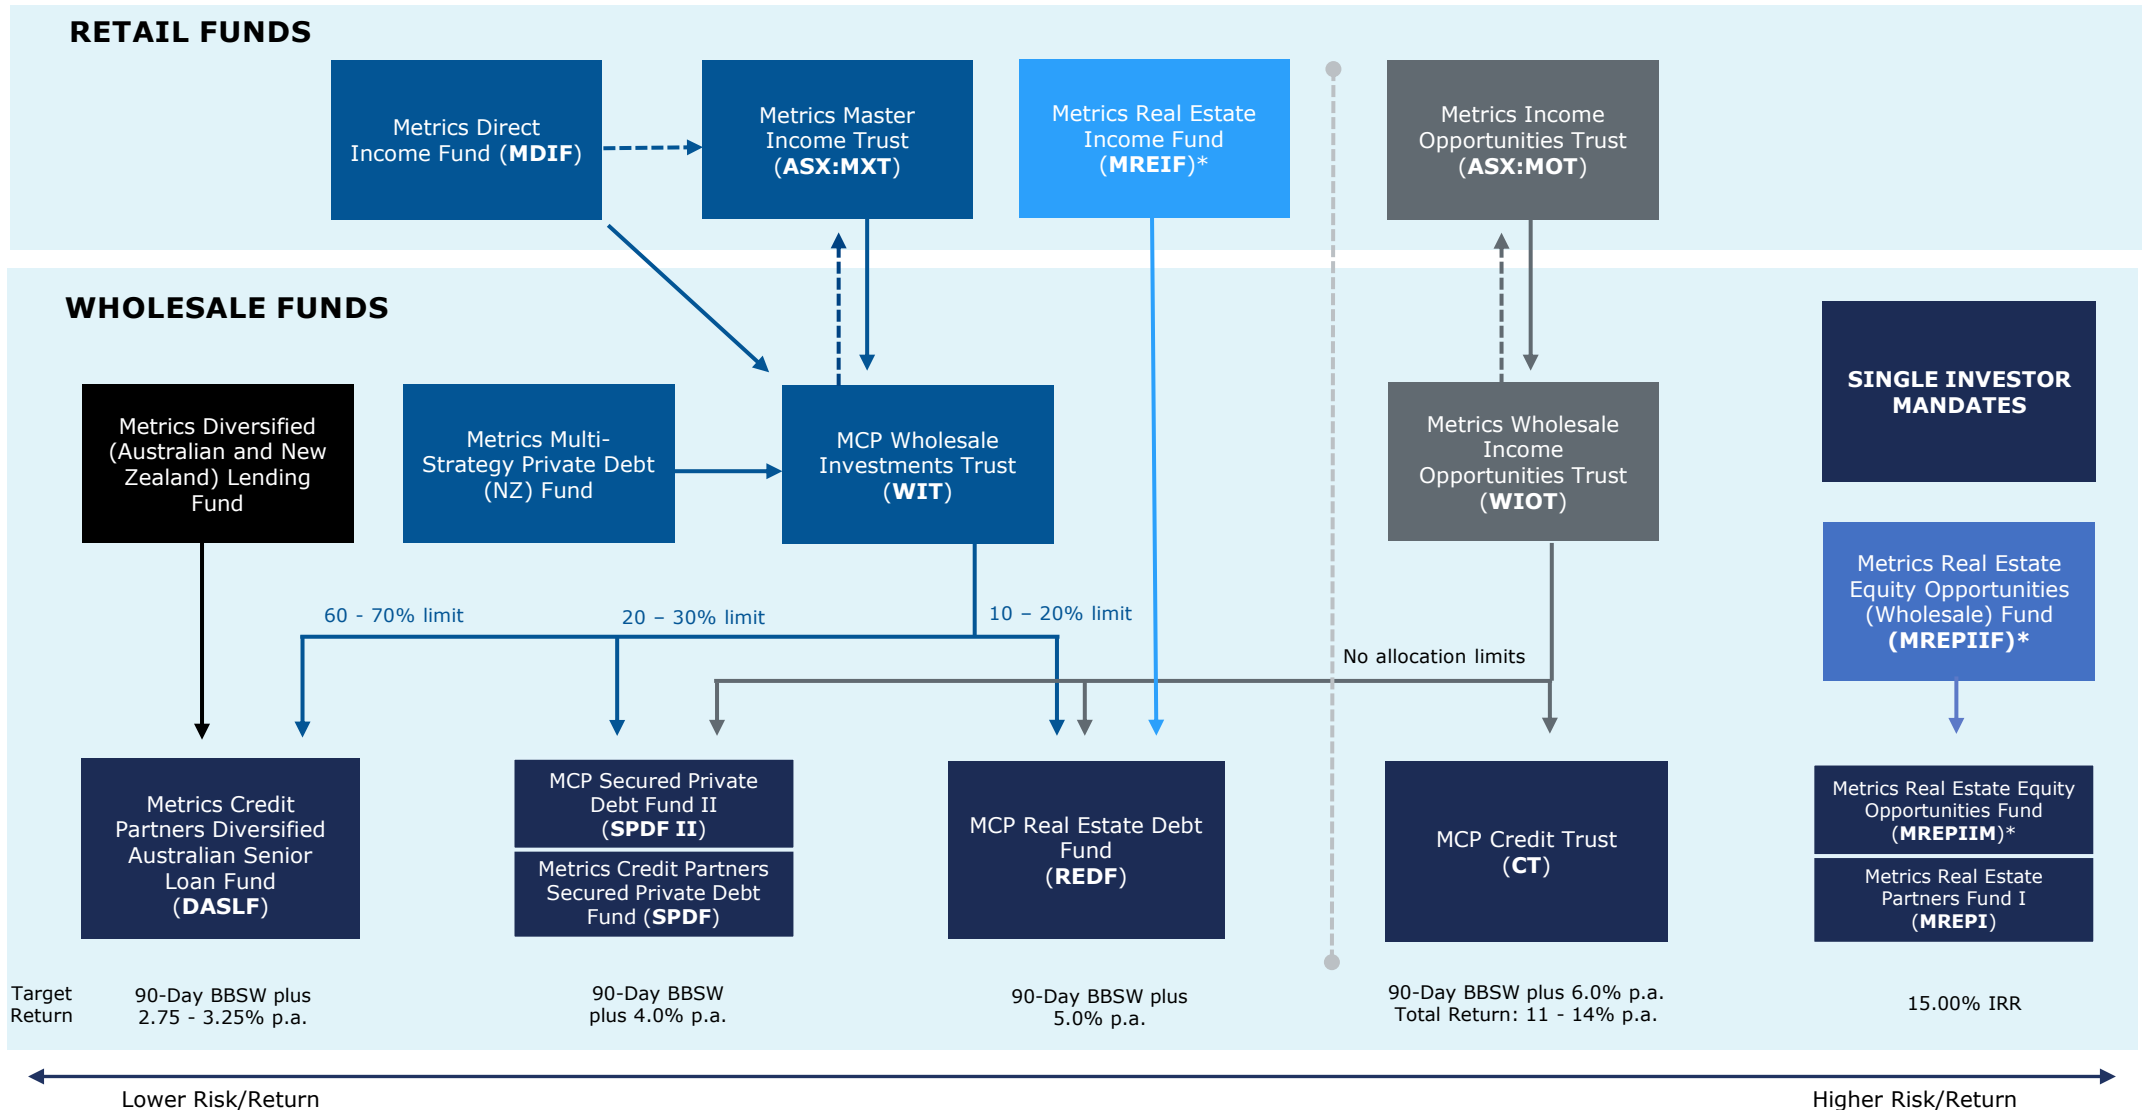 RETAIL FUNDS
Metrics Direct
Income Fund (MDIF)
Metrics Master
Income Trust
(ASX:MXT)
Metrics Real Estate
Income Fund
(MREIF)*
Metrics Income
Opportunities Trust
(ASX:MOT)
WHOLESALE FUNDS
Metrics Diversified
(Australian and New
Zealand) Lending
Fund
Metrics Multi-
Strategy Private Debt
(NZ) Fund
MCP Wholesale
Investments Trust
(WIT)
Metrics Wholesale
Income
Opportunities Trust
(WIOT)
SINGLE INVESTOR
MANDATES
Metrics Real Estate
Equity Opportunities
(Wholesale) Fund
(MREPIIF)*
60 - 70% limit
20 – 30% limit
10 – 20% limit
No allocation limits
Metrics Credit
Partners Diversified
Australian Senior
Loan Fund
(DASLF)
MCP Secured Private
Debt Fund II
(SPDF II)
Metrics Credit Partners
Secured Private Debt
Fund (SPDF)
MCP Real Estate Debt
Fund
(REDF)
MCP Credit Trust
(CT)
Metrics Real Estate Equity
Opportunities Fund
(MREPIIM)*
Metrics Real Estate
Partners Fund I
(MREPI)
Target
Return
90-Day BBSW plus
2.75 - 3.25% p.a.
90-Day BBSW
plus 4.0% p.a.
90-Day BBSW plus
5.0% p.a.
90-Day BBSW plus 6.0% p.a.
Total Return: 11 - 14% p.a.
15.00% IRR
Lower Risk/Return
Higher Risk/Return